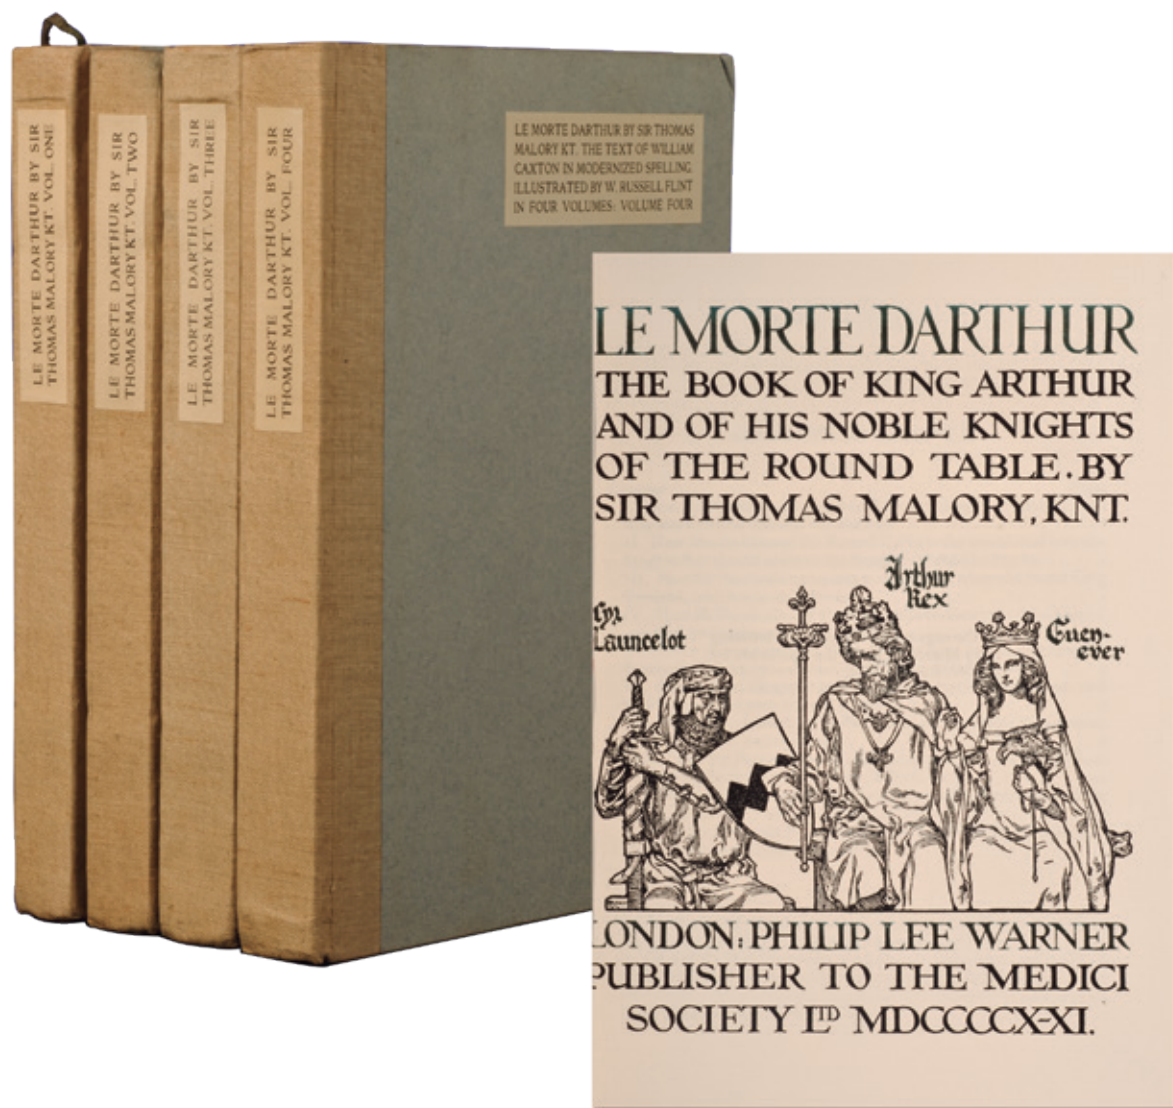 LE MORTE DARTHUR BY SIR
THOMAS MALORY KT. VOL. ONE
LE MORTE DARTHUR BY SIR
THOMAS MALORY KT. VOL. TWO
LE MORTE DARTHUR BY SIR
THOMAS MALORY KT. VOL. THREE
LE MORTE DARTHUR BY SIR
THOMAS MALORY KT. VOL. FOUR
LE MORTE DARTHUR BY SIR THOMAS
MALORY KT. THE TEXT OF WILLIAM
CAXTON IN MODERNIZED SPELLING
ILLUSTRATED BY W. RUSSELL FLINT
IN FOUR VOLUMES: VOLUME FOUR
LE MORTE DARTHUR
THE BOOK OF KING ARTHUR
AND OF HIS NOBLE KNIGHTS
OF THE ROUND TABLE. BY
SIR THOMAS MALORY, KNT.
Syr
Launcelot
Arthur
Rex
Guen-
ever
LONDON: PHILIP LEE WARNER
PUBLISHER TO THE MEDICI
SOCIETY LTD MDCCCCX-XI.